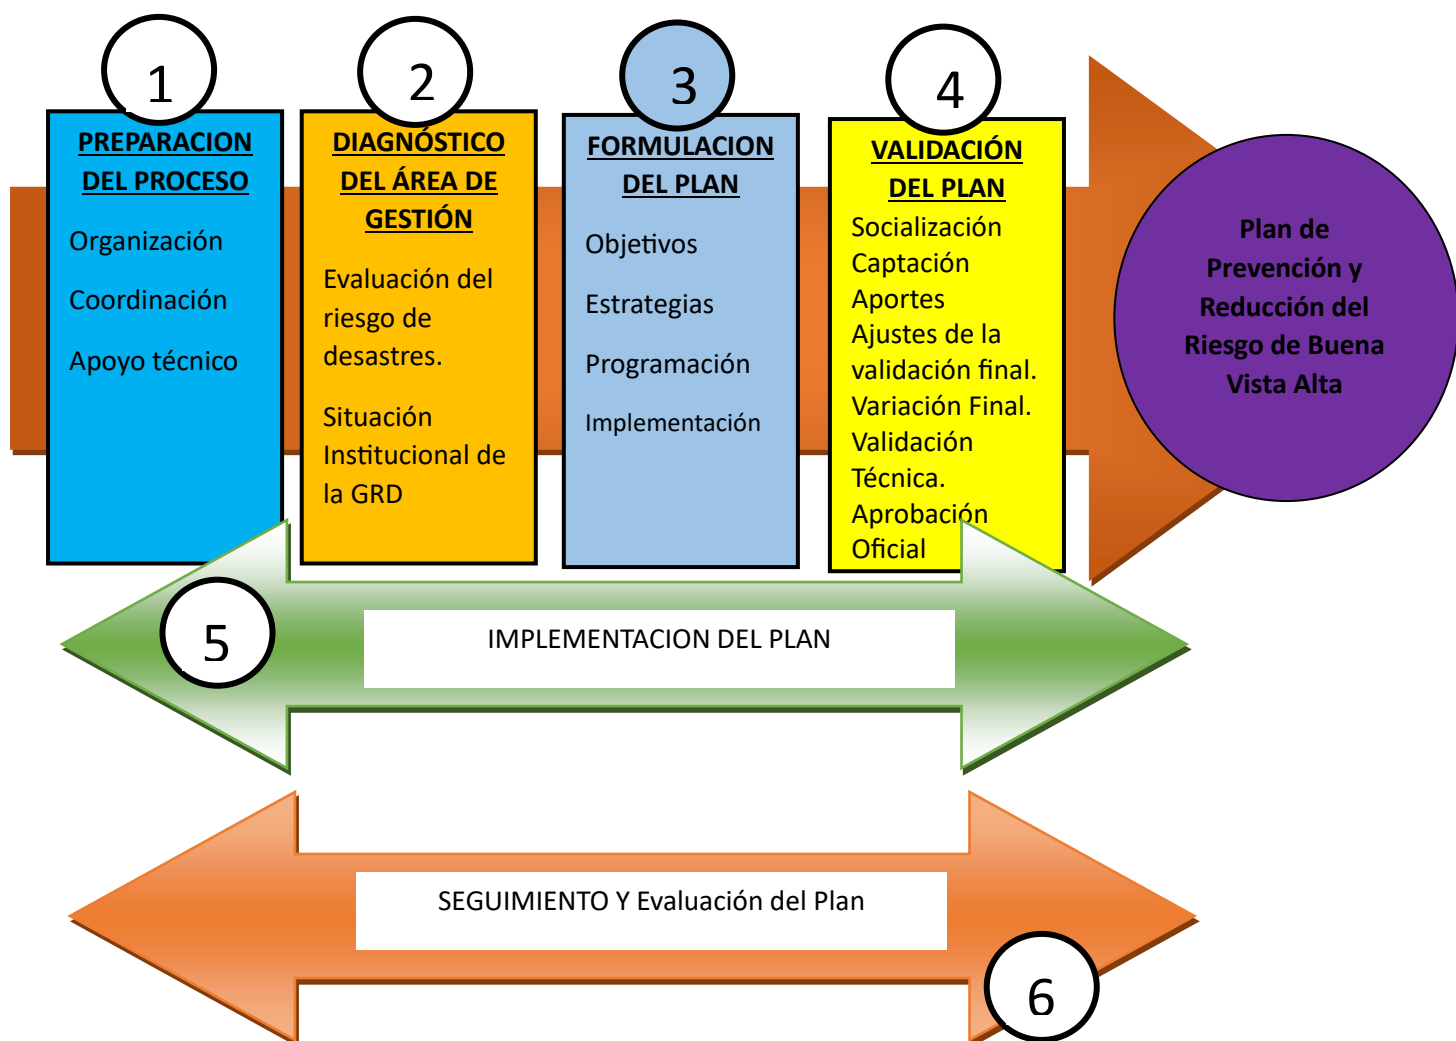 1
PREPARACION
DEL PROCESO
Organización
Coordinación
Apoyo técnico
2
DIAGNÓSTICO
DEL ÁREA DE
GESTIÓN
Evaluación del
riesgo de
desastres.
Situación
Institucional de
la GRD
3
FORMULACION
DEL PLAN
Objetivos
Estrategias
Programación
Implementación
4
VALIDACIÓN
DEL PLAN
Socialización
Captación
Aportes
Ajustes de la
validación final.
Variación Final.
Validación
Técnica.
Aprobación
Oficial
Plan de
Prevención y
Reducción del
Riesgo de Buena
Vista Alta
5
IMPLEMENTACION DEL PLAN
SEGUIMIENTO Y Evaluación del Plan
6